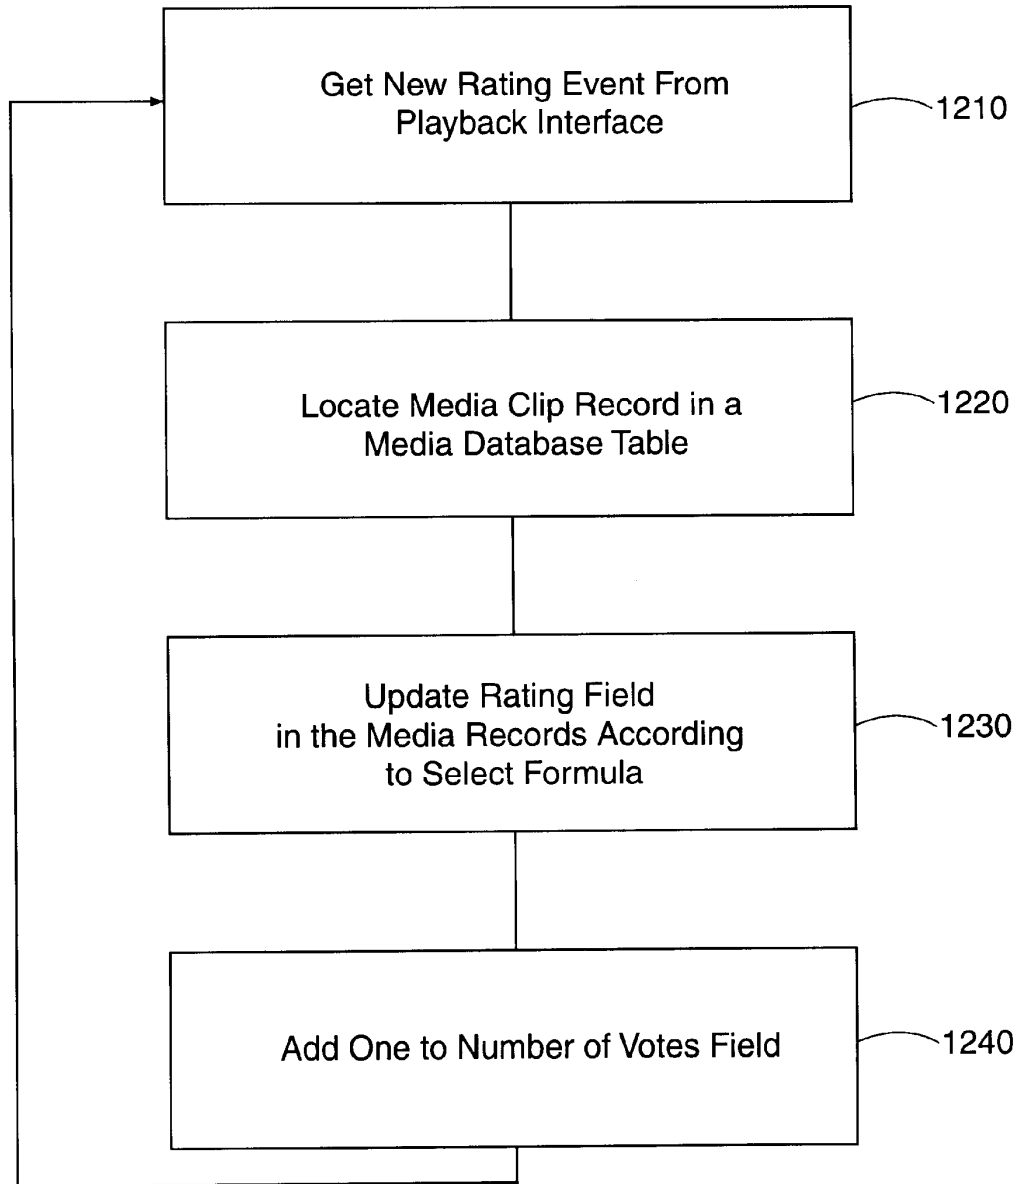 Get New Rating Event From
Playback Interface
1210
Locate Media Clip Record in a
Media Database Table
1220
Update Rating Field
in the Media Records According
to Select Formula
1230
Add One to Number of Votes Field
1240